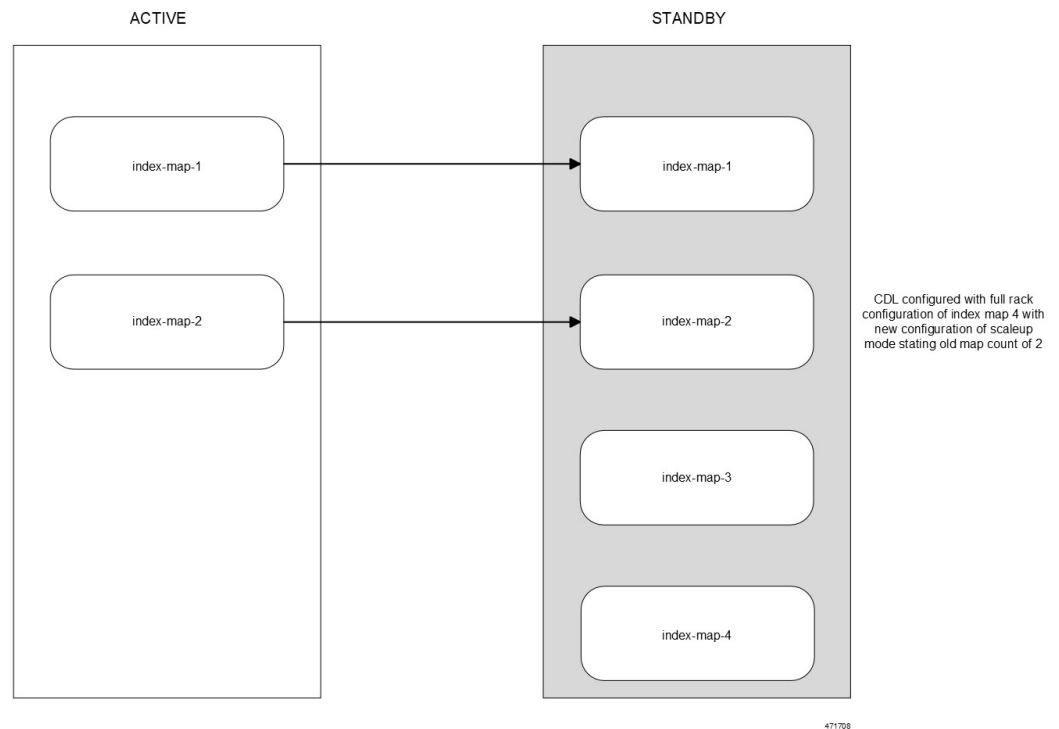 ACTIVE
STANDBY
index-map-1
index-map-1
index-map-2
index-map-2
CDL configured with full rack
configuration of index map 4 with
new configuration of scaleup
mode stating old map count of 2
index-map-3
index-map-4
471708